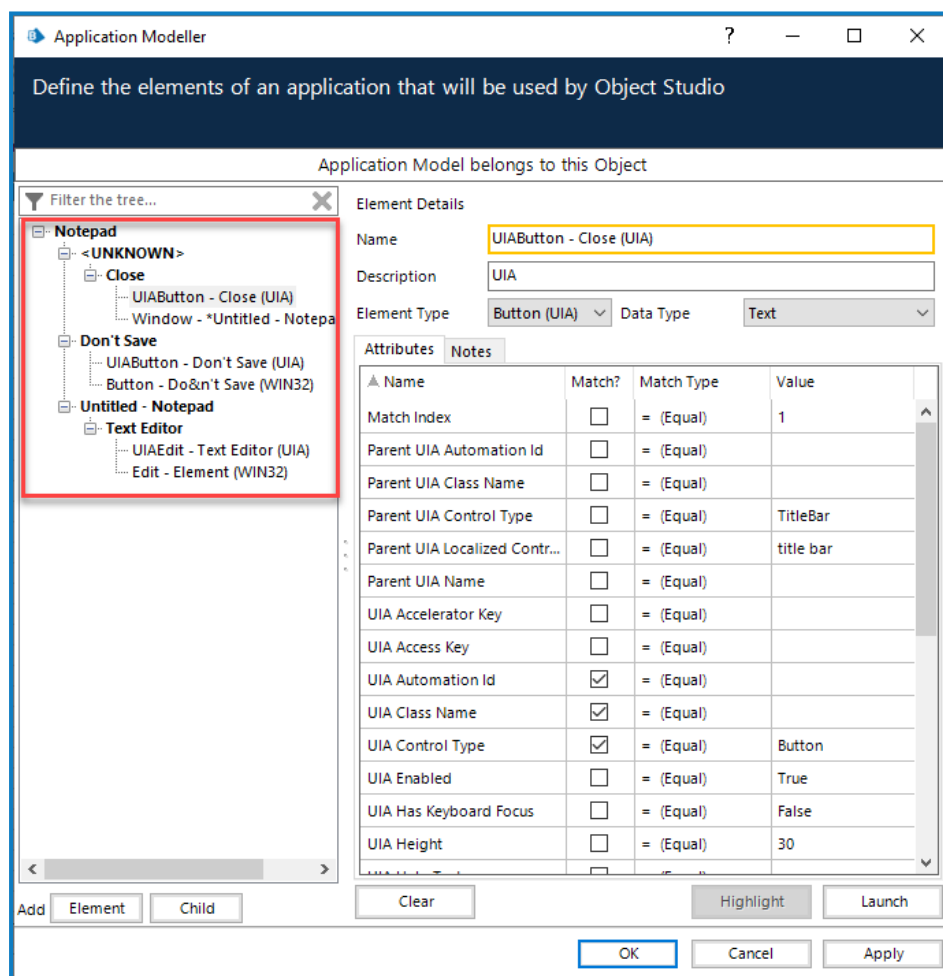 Application Modeller
?
Define the elements of an application that will be used by Object Studio
Application Model belongs to this Object
Filter the tree...
Notepad
<UNKNOWN>
Close
UIAButton - Close (UIA)
Window - *Untitled - Notepa
Don't Save
UIAButton - Don't Save (UIA)
Button - Do&n't Save (WIN32)
Untitled - Notepad
Text Editor
UIAEdit - Text Editor (UIA)
Edit - Element (WIN32)
Add Element Child
Element Details
Name UIAButton - Close (UIA)
Description UIA
Element Type Button (UIA) Data Type Text
Attributes Notes
Name Match? Match Type Value
Match Index = (Equal) 1
Parent UIA Automation Id = (Equal)
Parent UIA Class Name = (Equal)
Parent UIA Control Type = (Equal) TitleBar
Parent UIA Localized Contr... = (Equal) title bar
Parent UIA Name = (Equal)
UIA Accelerator Key = (Equal)
UIA Access Key = (Equal)
UIA Automation Id = (Equal)
UIA Class Name = (Equal)
UIA Control Type = (Equal) Button
UIA Enabled = (Equal) True
UIA Has Keyboard Focus = (Equal) False
UIA Height = (Equal) 30
Clear Highlight Launch
OK Cancel Apply